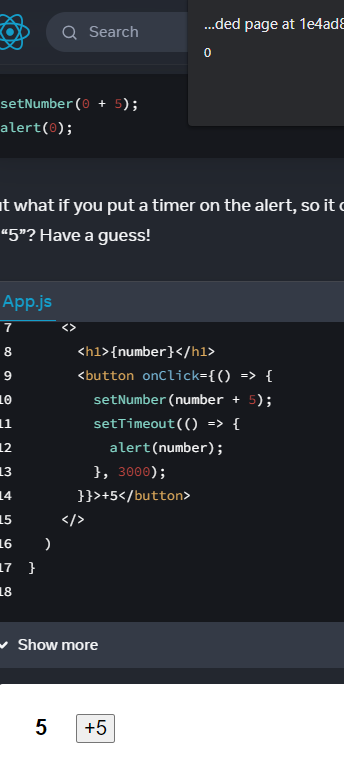 Search
...ded page at 1e4ad8
0
setNumber(0 + 5);
alert(0);
ut what if you put a timer on the alert, so it
“5”? Have a guess!
App.js
7 <>
8 <h1>{number}</h1>
9 <button onClick={() => {
10 setNumber(number + 5);
11 setTimeout(() => {
12 alert(number);
13 }, 3000);
14 }}>+5</button>
15 </>
16 )
17 }
18
Show more
5 +5